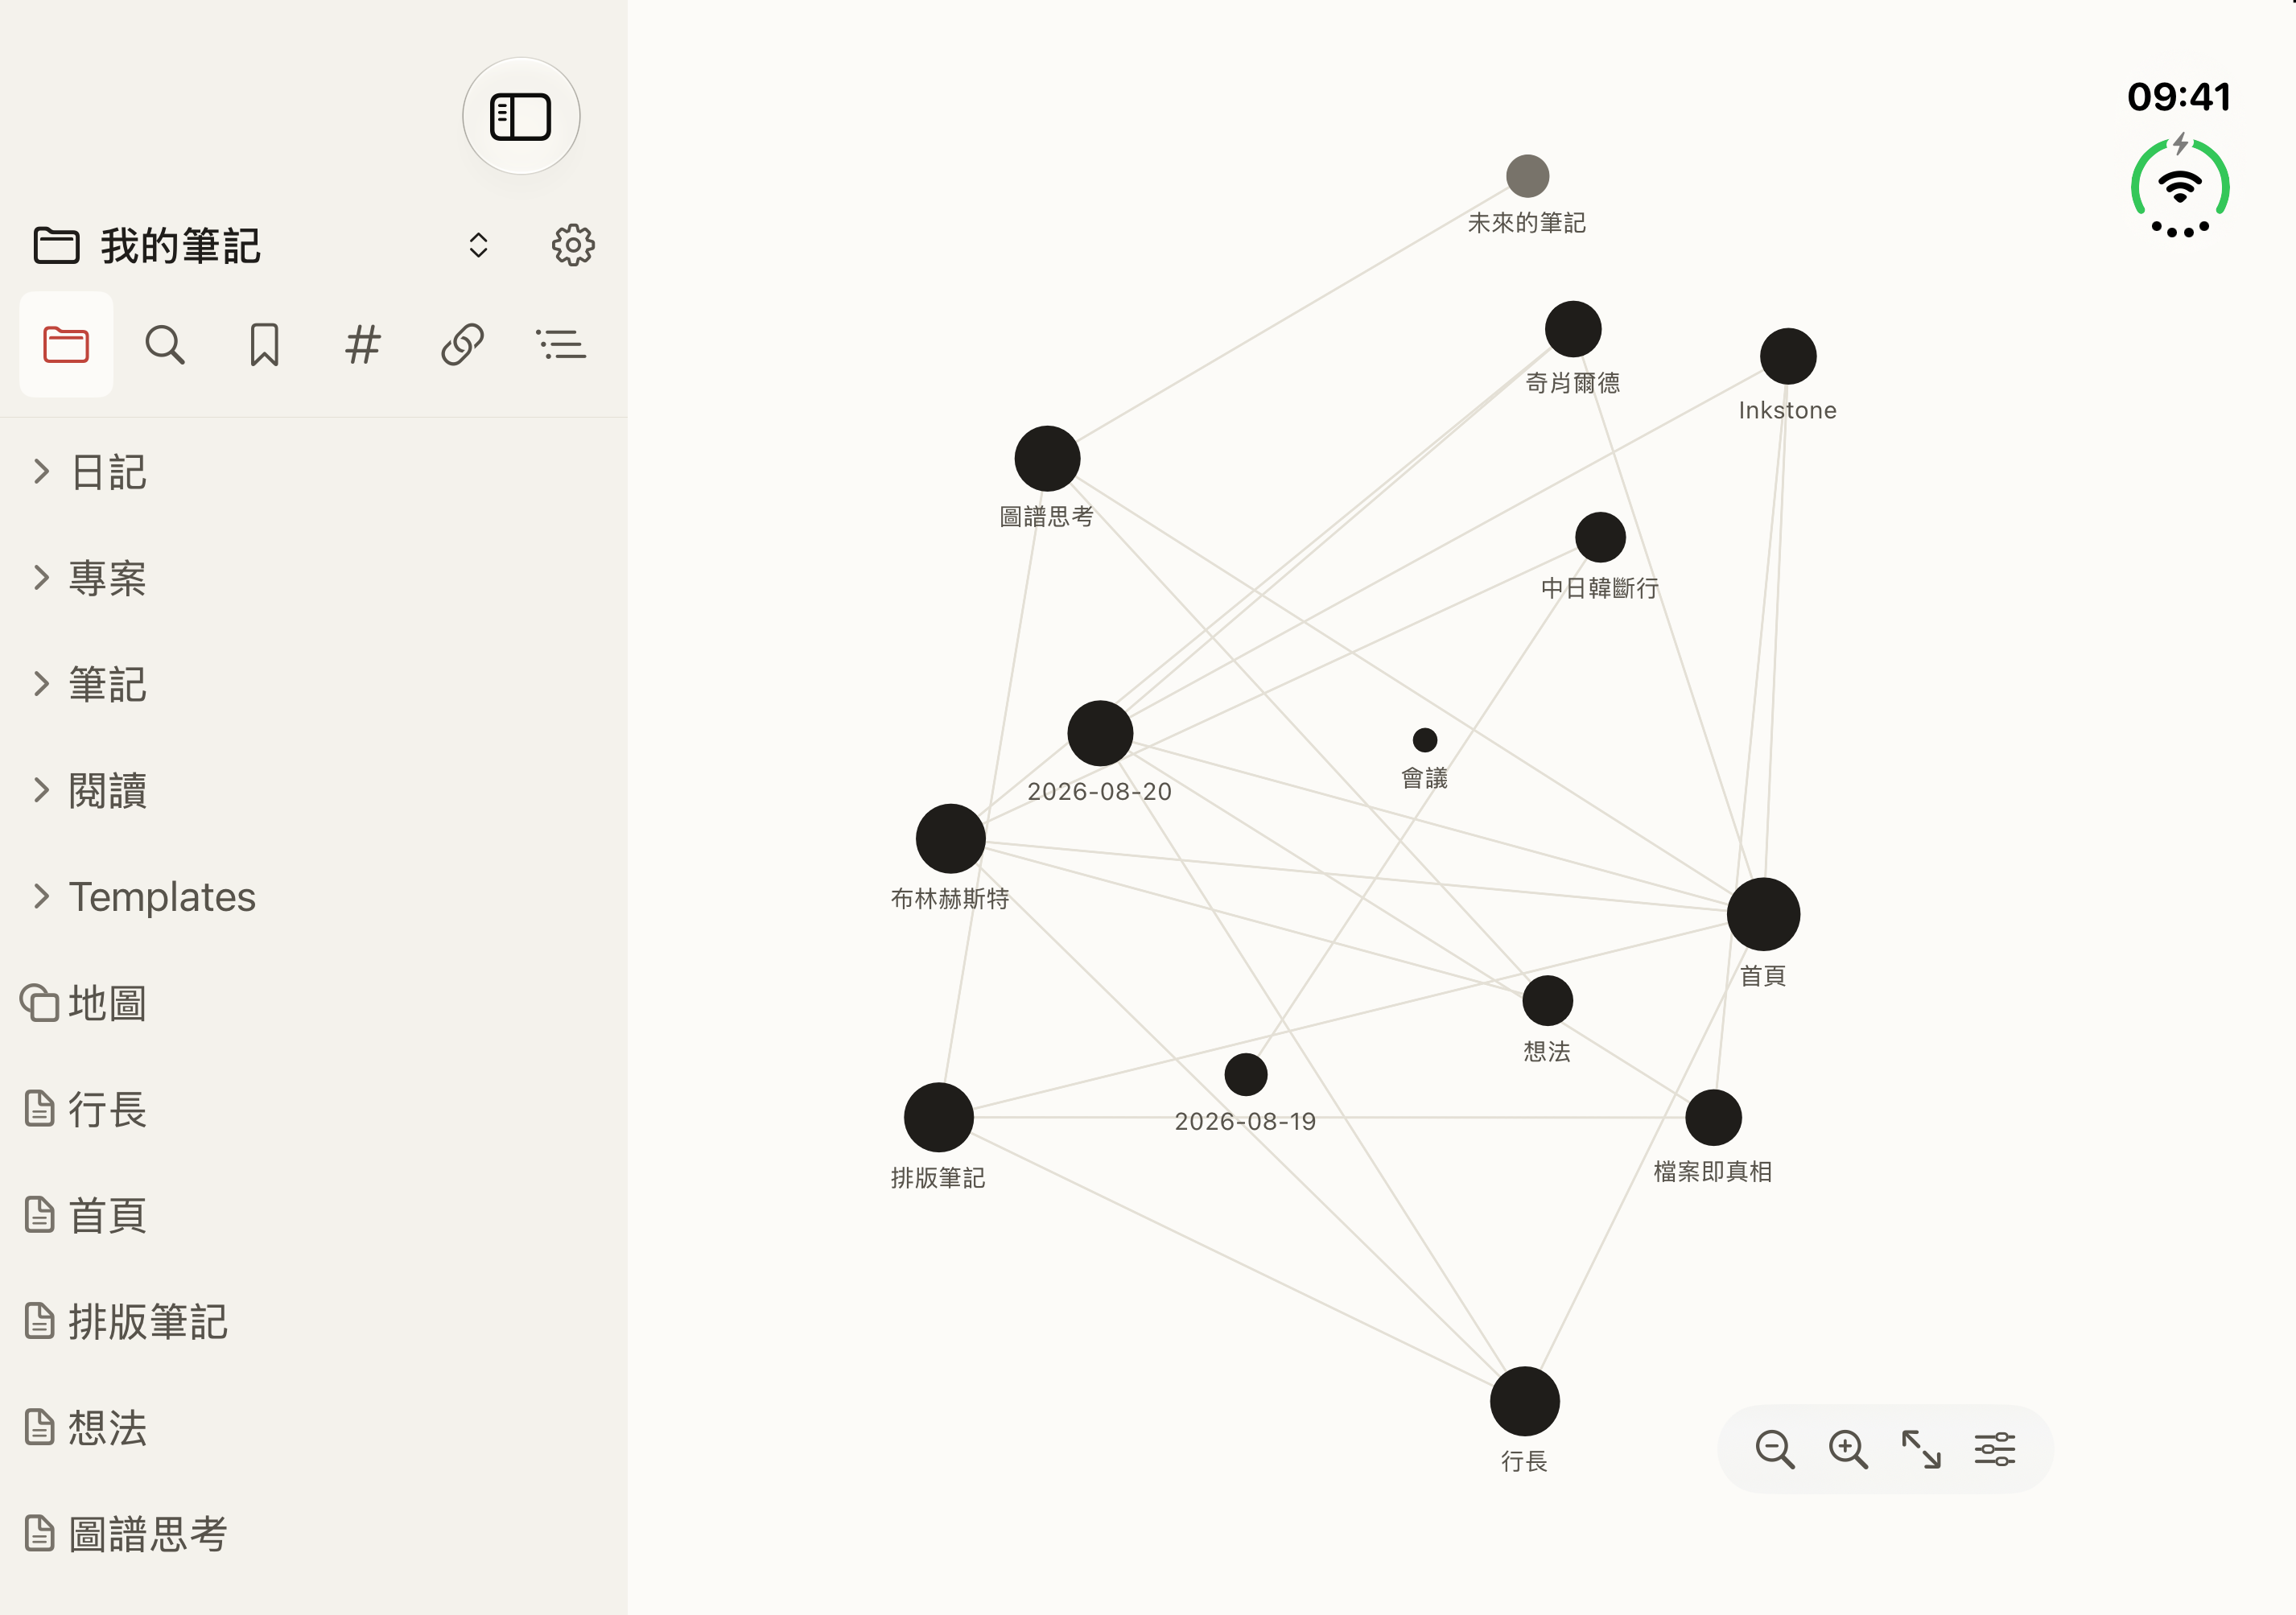 09:41
我的筆記
日記
專案
筆記
閱讀
Templates
地圖
行長
首頁
排版筆記
想法
圖譜思考
未來的筆記
奇肖爾德
Inkstone
圖譜思考
中日韓斷行
2026-08-20
會議
布林赫斯特
首頁
想法
2026-08-19
排版筆記
檔案即真相
行長